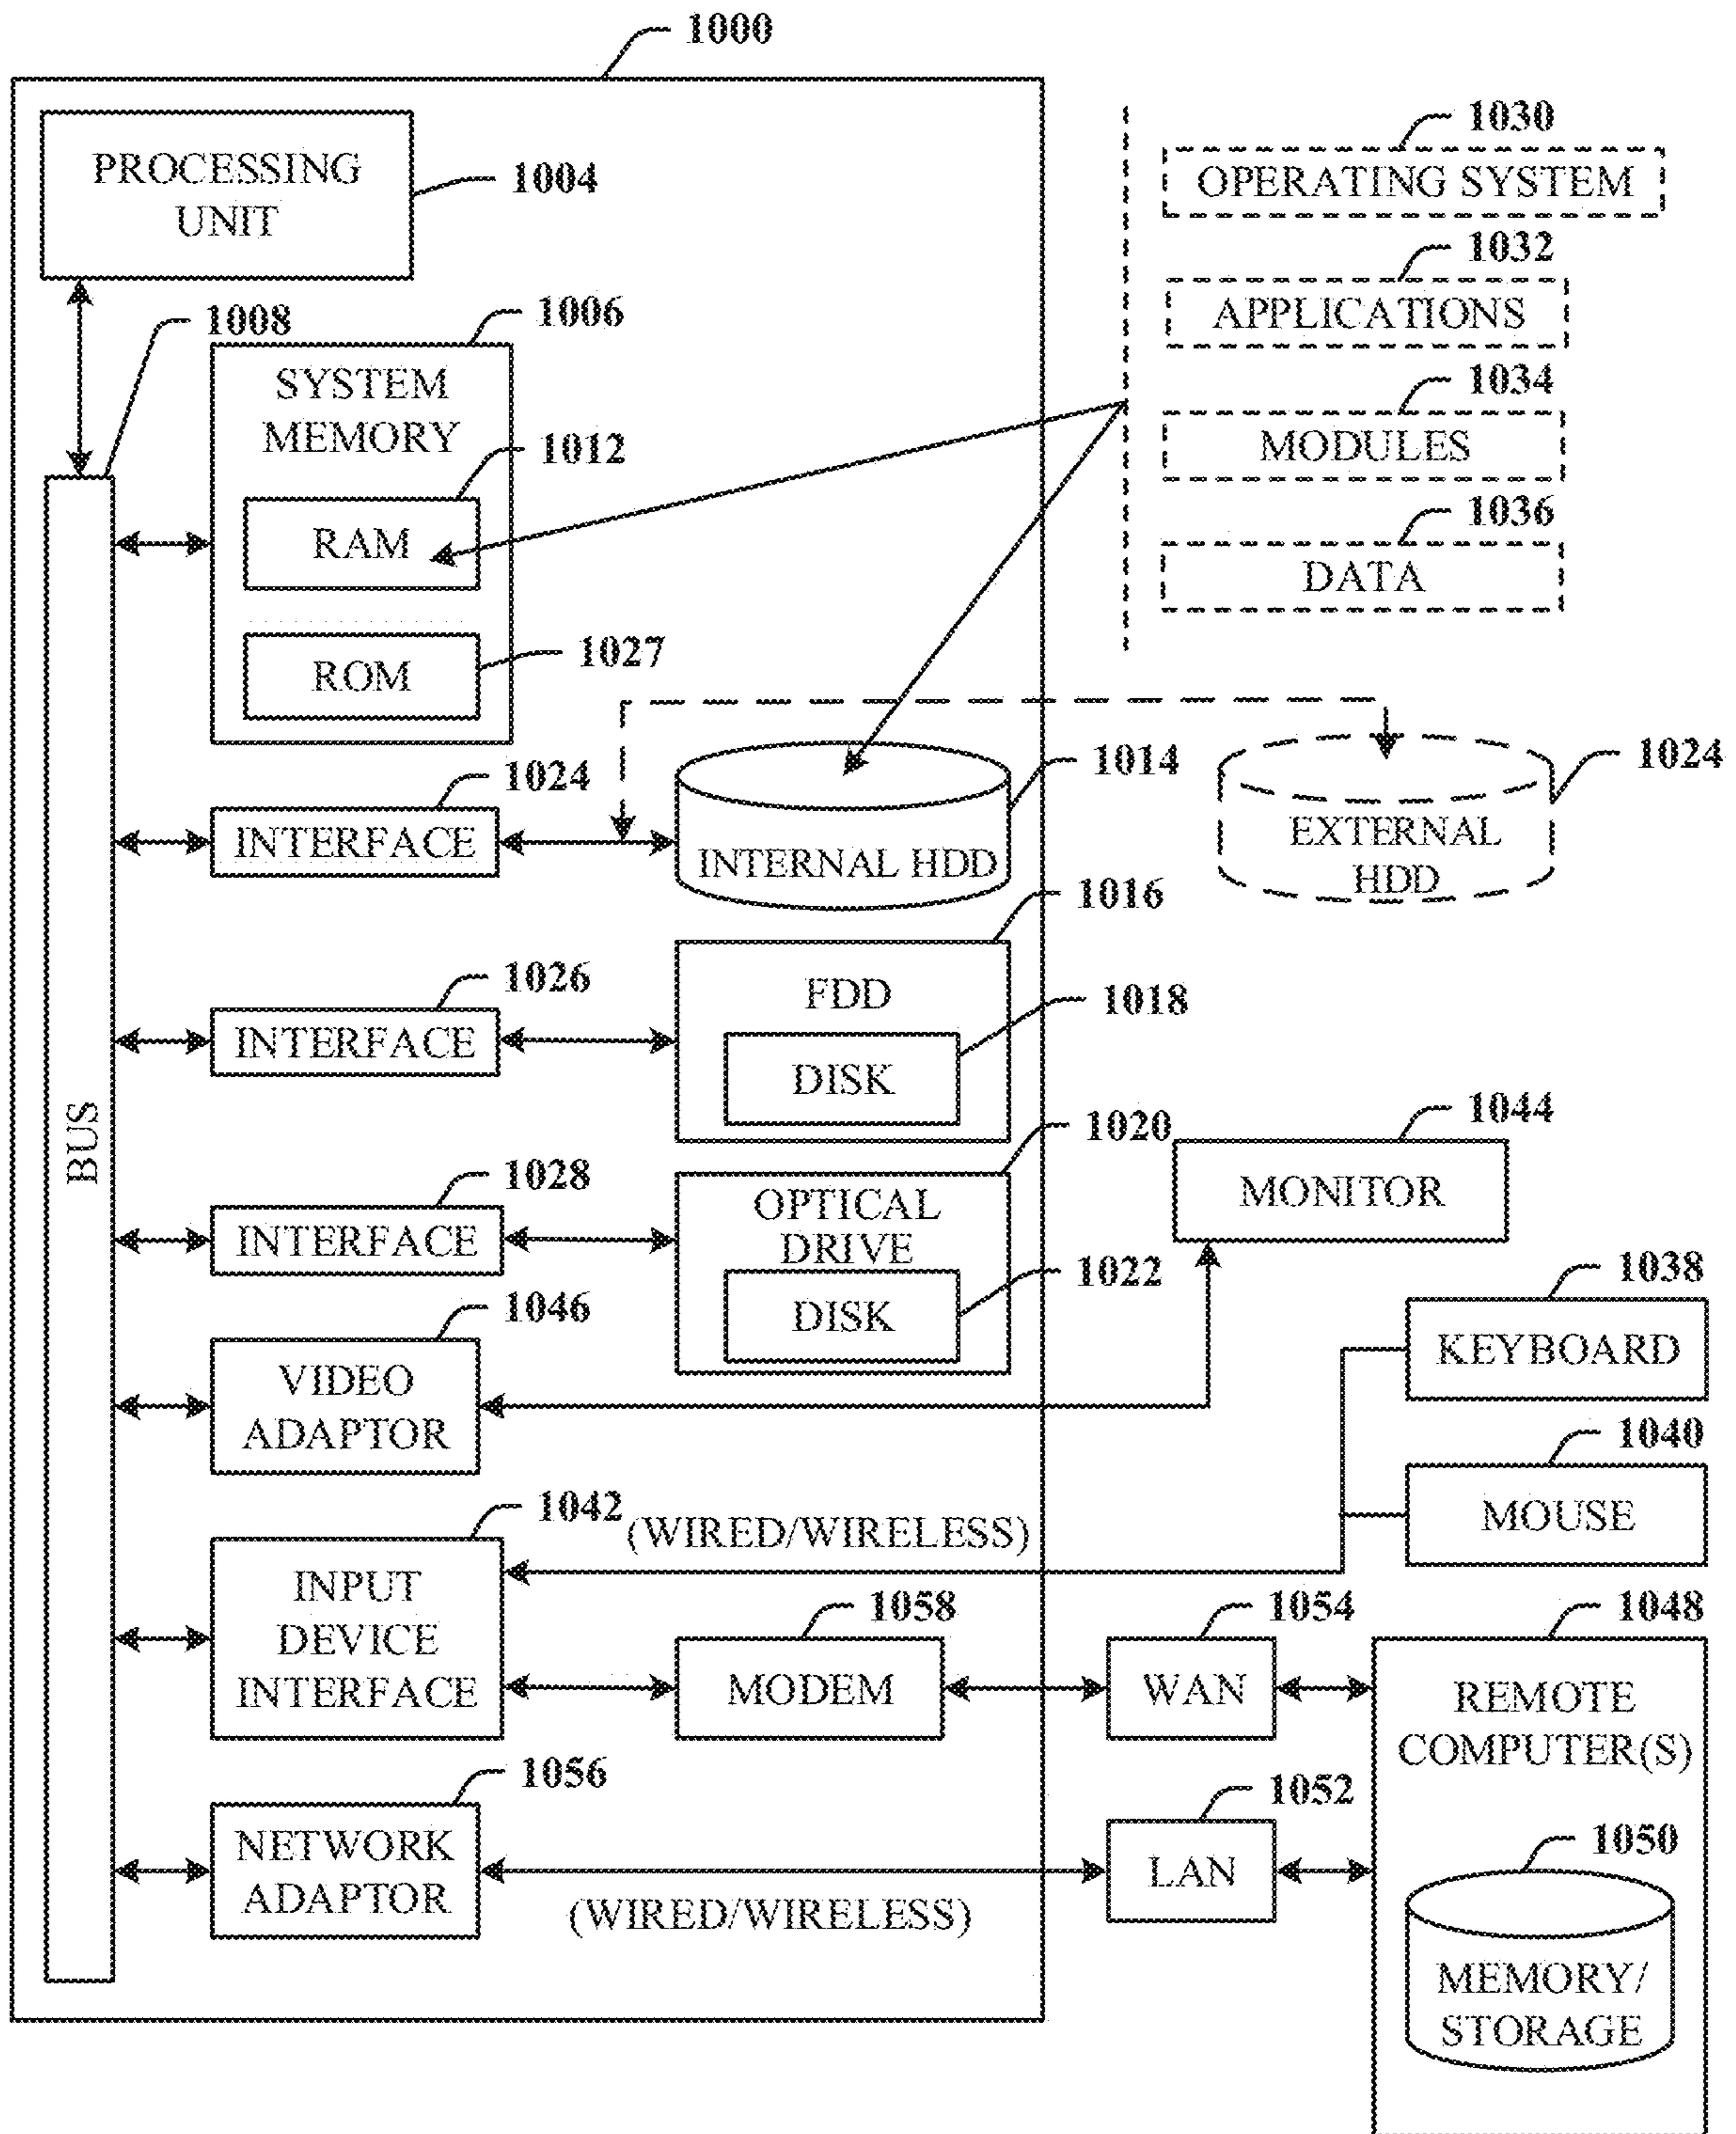 1000
PROCESSING
UNIT
1004
1008
1006
SYSTEM
MEMORY
1012
RAM
ROM
1027
1030
OPERATING SYSTEM
1032
APPLICATIONS
1034
MODULES
1036
DATA
BUS
1024
INTERFACE
1014
INTERNAL HDD
1024
EXTERNAL
HDD
1026
INTERFACE
1016
FDD
1018
DISK
1028
INTERFACE
1020
OPTICAL
DRIVE
1022
DISK
1044
MONITOR
1046
VIDEO
ADAPTOR
1038
KEYBOARD
1040
MOUSE
1042
(WIRED/WIRELESS)
INPUT
DEVICE
INTERFACE
1058
MODEM
1054
WAN
1048
REMOTE
COMPUTER(S)
1056
NETWORK
ADAPTOR
(WIRED/WIRELESS)
1052
LAN
1050
MEMORY/
STORAGE